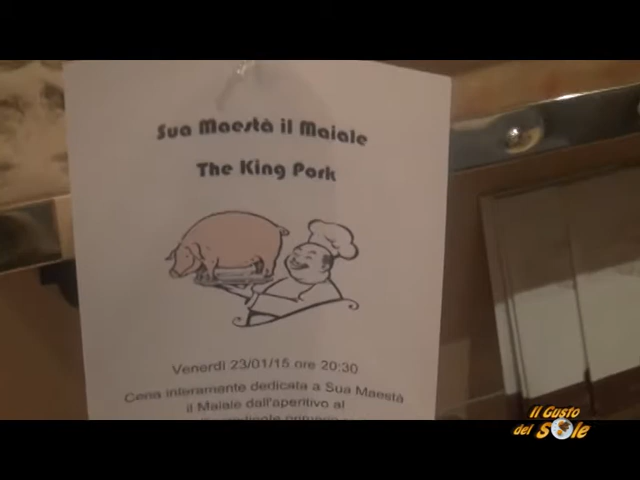 Sua Maestà il Maiale
The King Pork
Venerdì 23/01/15 ore 20:30
Cena interamente dedicata a Sua Maestà
il Maiale dall'aperitivo al
Il Gusto
del Sole